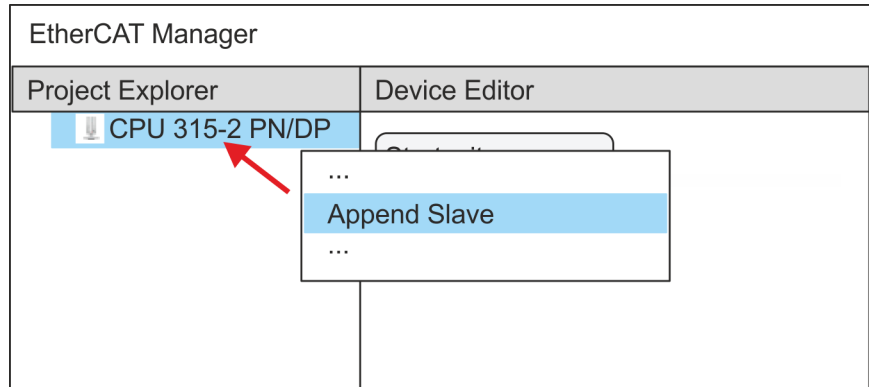 EtherCAT Manager
Project Explorer
Device Editor
CPU 315-2 PN/DP
...
Append Slave
...